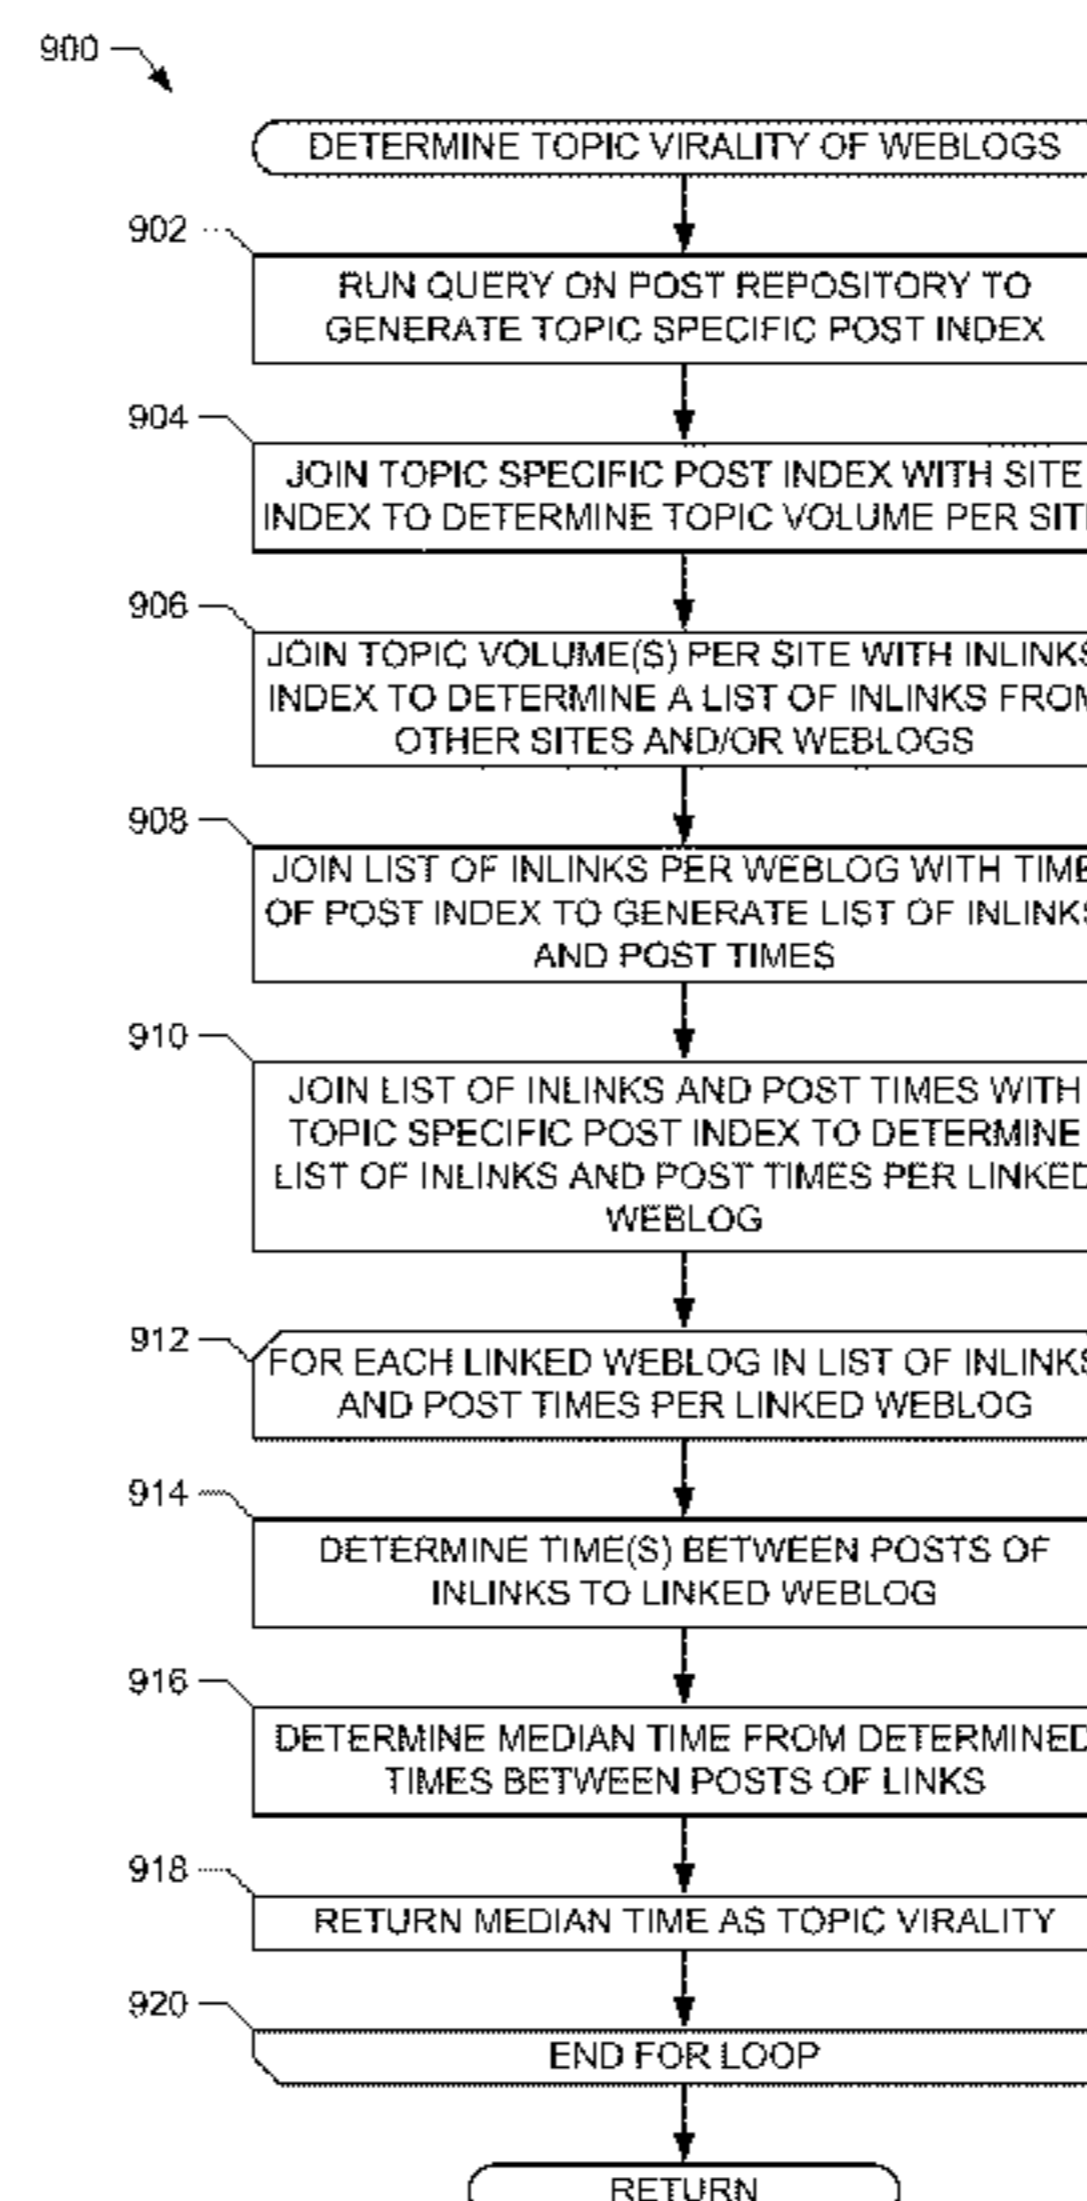 900
DETERMINE TOPIC VIRALITY OF WEBLOGS
902
RUN QUERY ON POST REPOSITORY TO
GENERATE TOPIC SPECIFIC POST INDEX
904
JOIN TOPIC SPECIFIC POST INDEX WITH SITE
INDEX TO DETERMINE TOPIC VOLUME PER SITE
906
JOIN TOPIC VOLUME(S) PER SITE WITH INLINKS
INDEX TO DETERMINE A LIST OF INLINKS FROM
OTHER SITES AND/OR WEBLOGS
908
JOIN LIST OF INLINKS PER WEBLOG WITH TIME
OF POST INDEX TO GENERATE LIST OF INLINKS
AND POST TIMES
910
JOIN LIST OF INLINKS AND POST TIMES WITH
TOPIC SPECIFIC POST INDEX TO DETERMINE
LIST OF INLINKS AND POST TIMES PER LINKED
WEBLOG
912
FOR EACH LINKED WEBLOG IN LIST OF INLINKS
AND POST TIMES PER LINKED WEBLOG
914
DETERMINE TIME(S) BETWEEN POSTS OF
INLINKS TO LINKED WEBLOG
916
DETERMINE MEDIAN TIME FROM DETERMINED
TIMES BETWEEN POSTS OF LINKS
918
RETURN MEDIAN TIME AS TOPIC VIRALITY
920
END FOR LOOP
RETURN